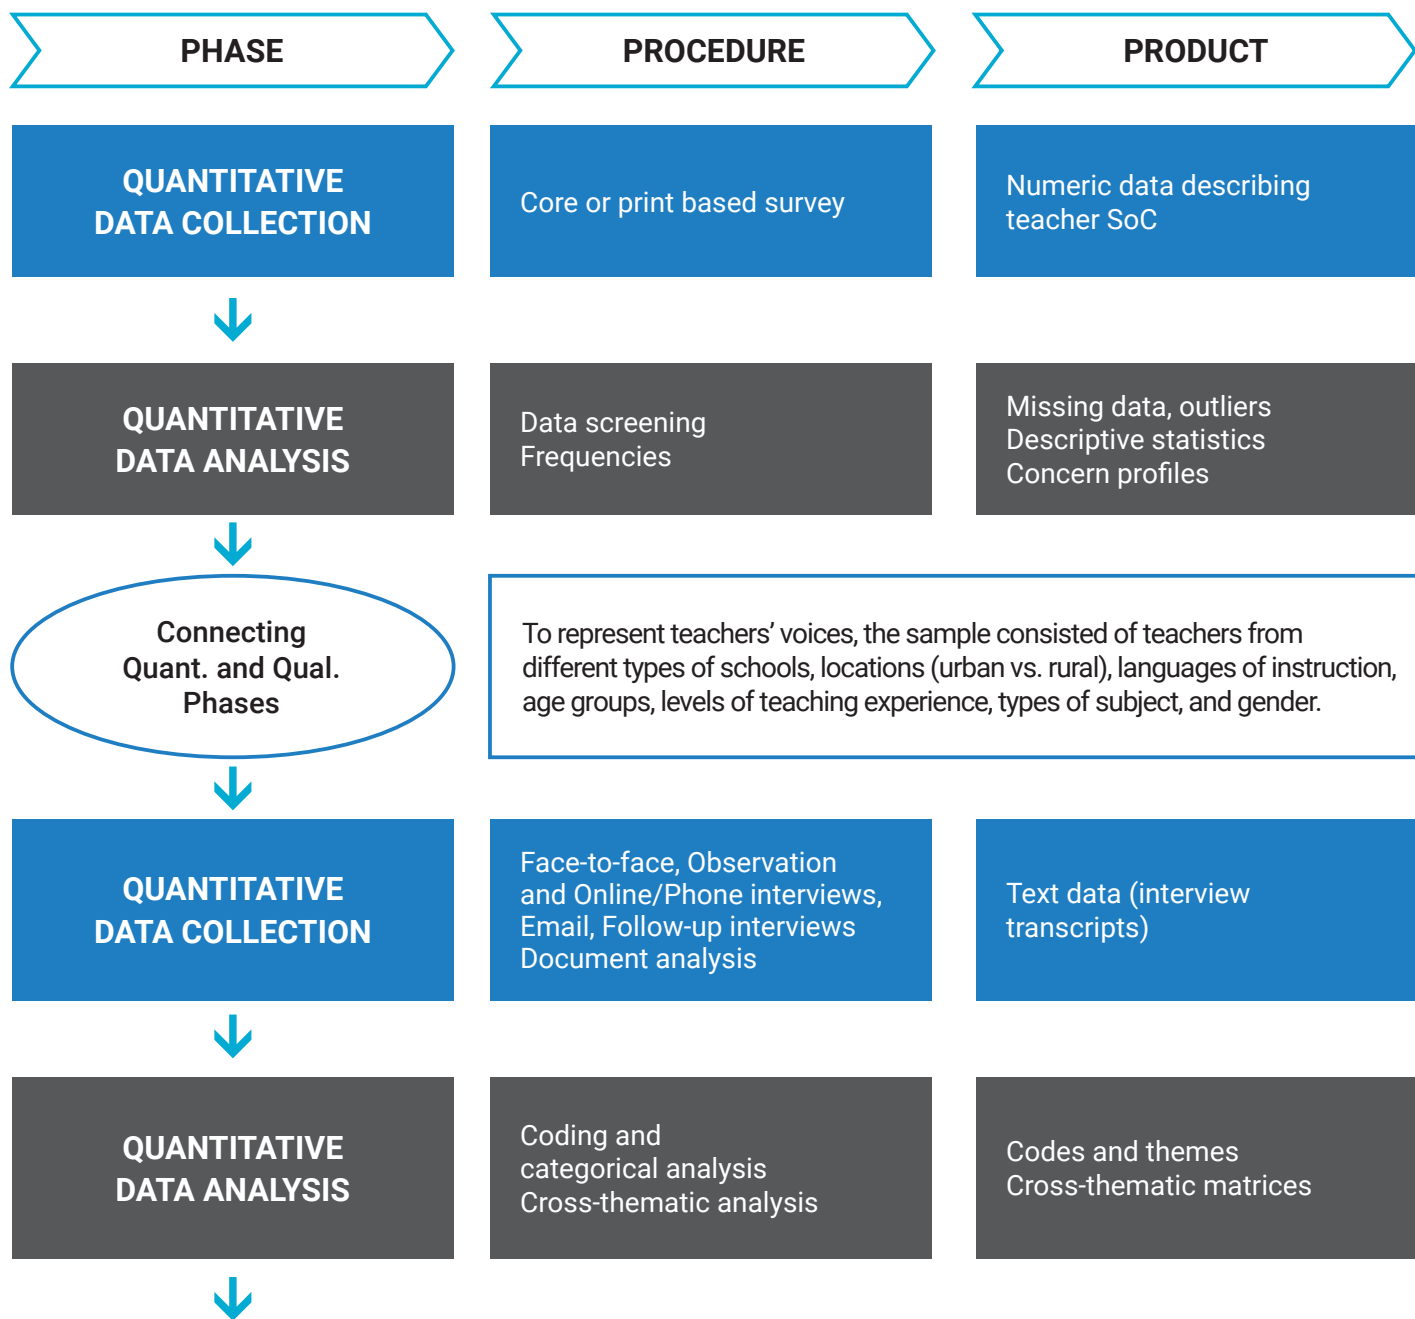 PHASE
PROCEDURE
PRODUCT
QUANTITATIVE
DATA COLLECTION
Core or print based survey
Numeric data describing
teacher SoC
QUANTITATIVE
DATA ANALYSIS
Data screening
Frequencies
Missing data, outliers
Descriptive statistics
Concern profiles
Connecting
Quant. and Qual.
Phases
To represent teachers’ voices, the sample consisted of teachers from
different types of schools, locations (urban vs. rural), languages of instruction,
age groups, levels of teaching experience, types of subject, and gender.
QUANTITATIVE
DATA COLLECTION
Face-to-face, Observation
and Online/Phone interviews,
Email, Follow-up interviews
Document analysis
Text data (interview
transcripts)
QUANTITATIVE
DATA ANALYSIS
Coding and
categorical analysis
Cross-thematic analysis
Codes and themes
Cross-thematic matrices